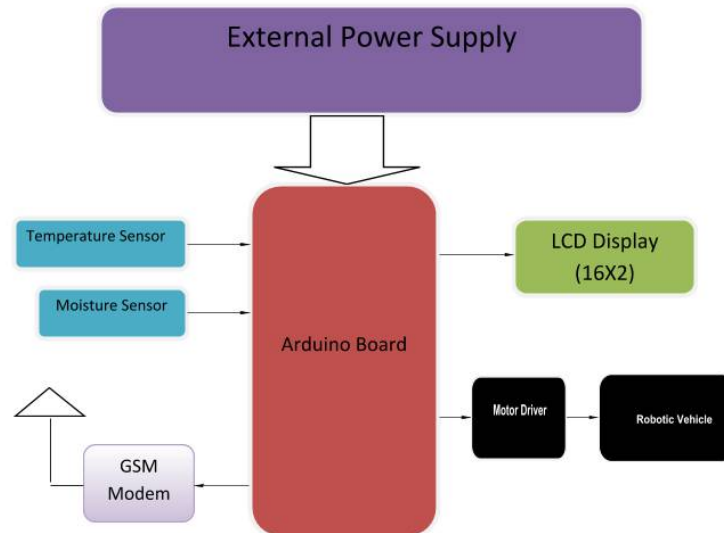 External Power Supply
Temperature Sensor
LCD Display
(16X2)
Moisture Sensor
Arduino Board
Motor Driver
Robotic Vehicle
GSM
Modem